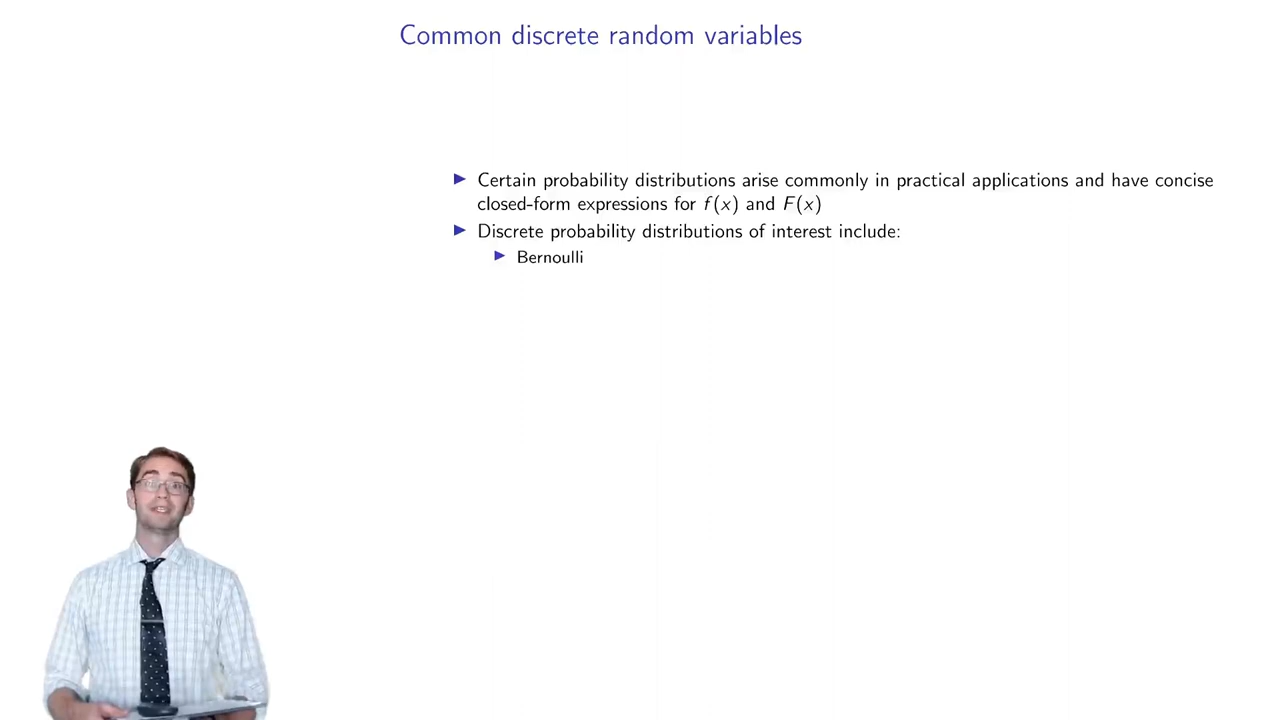 Common discrete random variables
Certain probability distributions arise commonly in practical applications and have concise
closed-form expressions for f(x) and F(x)
Discrete probability distributions of interest include:
Bernoulli